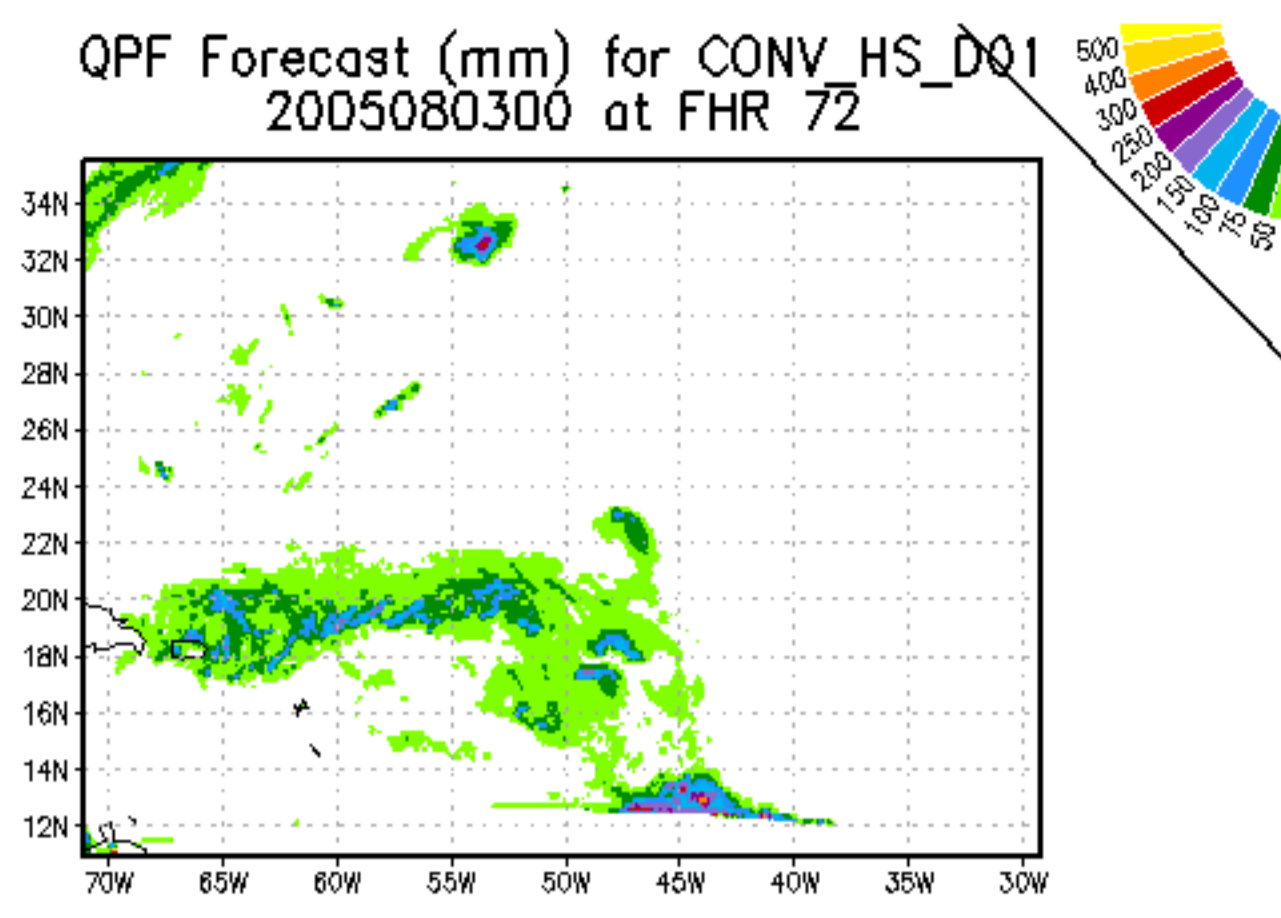 QPF Forecast (mm) for CONV_HS_D01
2005080300 at FHR 72
500
400
300
250
200
150
100
75
50
34N
32N
30N
28N
26N
24N
22N
20N
18N
16N
14N
12N
70W 65W 60W 55W 50W 45W 40W 35W 30W